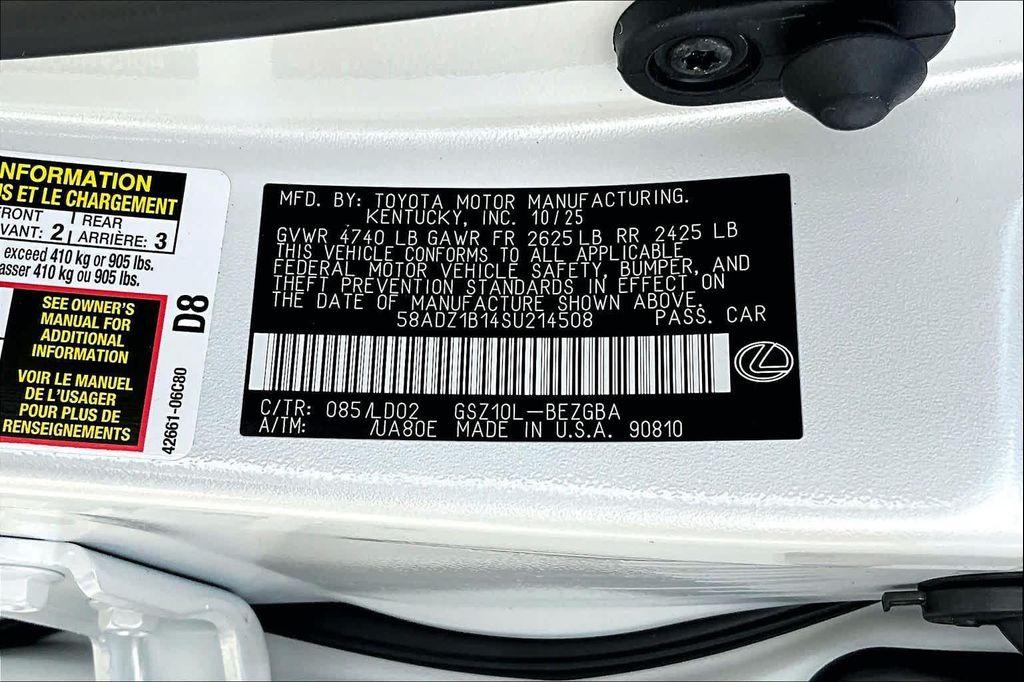 NFORMATION
S ET LE CHARGEMENT
FRONT
VANT: 2
REAR
ARRIÈRE: 3
exceed 410 kg or 905 lbs.
asser 410 kg ou 905 lbs.
SEE OWNER'S
MANUAL FOR
ADDITIONAL
INFORMATION
VOIR LE MANUEL
DE L'USAGER
POUR PLUS DE
RENSEIGNEMENTS
D8
42661-06C80
MFD. BY: TOYOTA MOTOR MANUFACTURING.
KENTUCKY, INC. 10/25
GVWR 4740 LB GAWR FR 2625 LB RR 2425 LB
THIS VEHICLE CONFORMS TO ALL APPLICABLE
FEDERAL MOTOR VEHICLE SAFETY, BUMPER, AND
THEFT PREVENTION STANDARDS IN EFFECT ON
THE DATE OF MANUFACTURE SHOWN ABOVE.
58ADZ1B14SU214508 PASS. CAR
C/TR: 085/LD02 GSZ10L-BEZGBA
A/TM: /UA80E MADE IN U.S.A. 90810